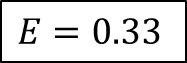 E = 0.33